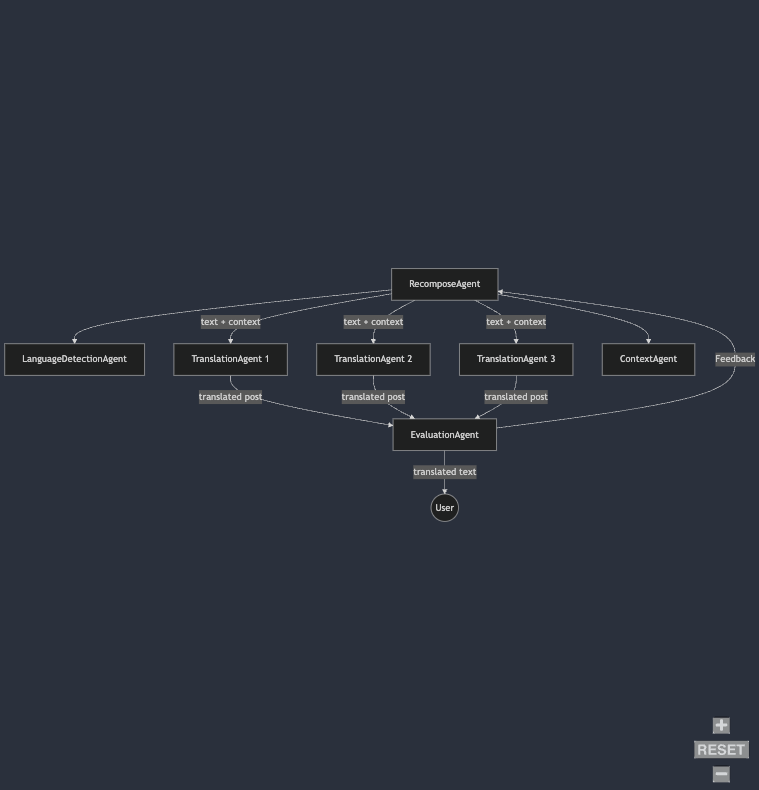 RecomposeAgent
text + context
text + context
text + context
LanguageDetectionAgent
TranslationAgent 1
TranslationAgent 2
TranslationAgent 3
ContextAgent
Feedback
translated post
translated post
translated post
EvaluationAgent
translated text
User
+
RESET
−